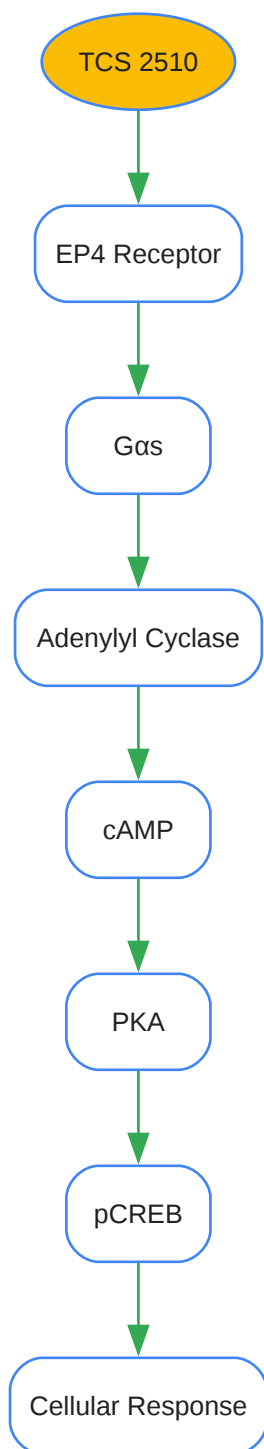 TCS 2510
EP4 Receptor
Gαs
Adenylyl Cyclase
cAMP
PKA
pCREB
Cellular Response